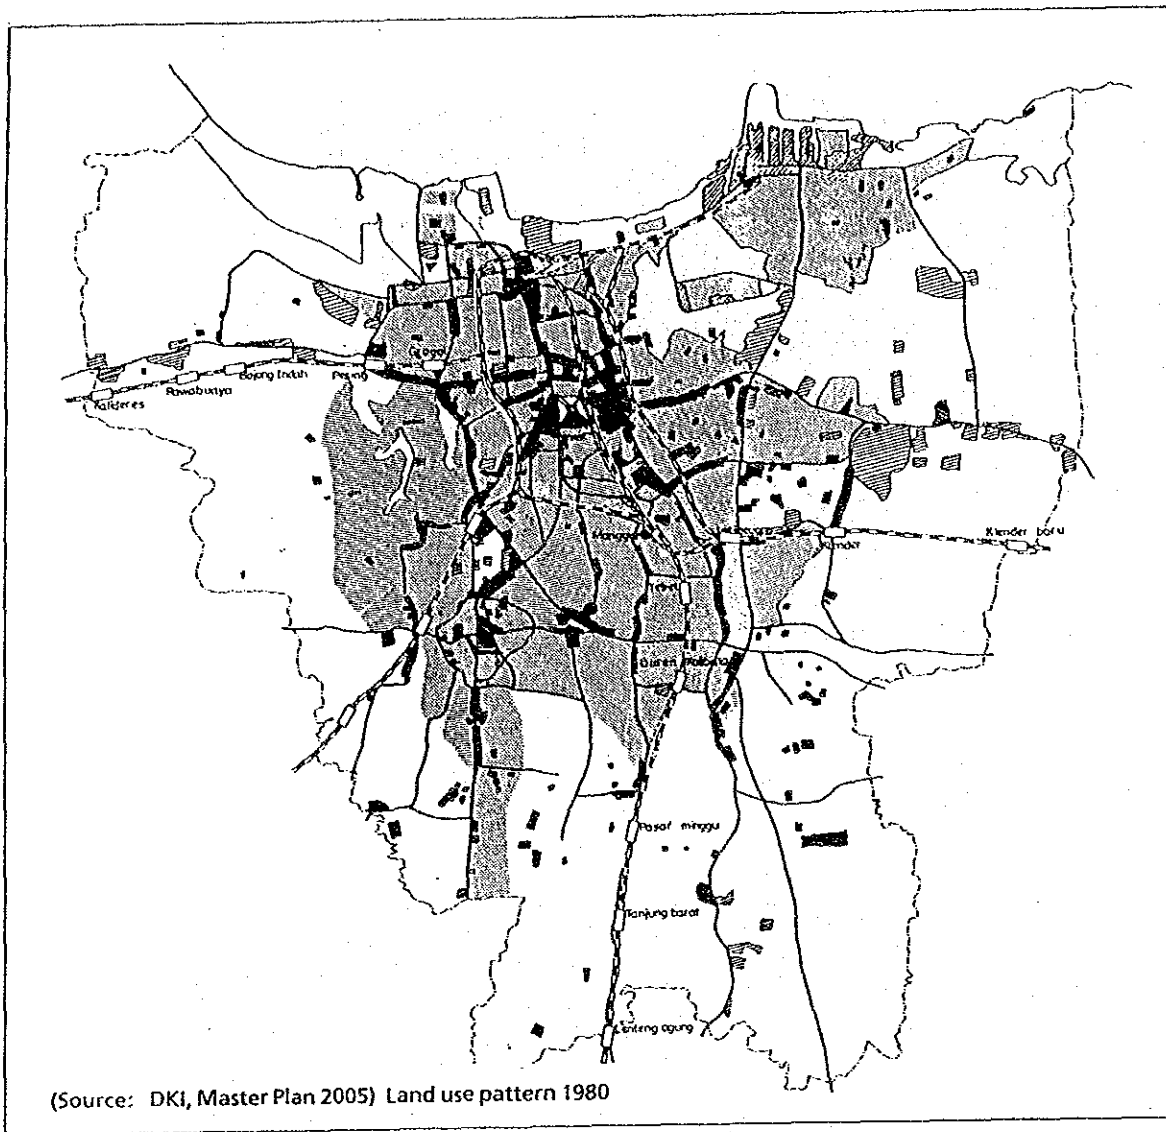 Grogol
Pesing
Bojong Indah
Rawabuaya
Kalideres
Manggarai
Klender
Klender baru
Duren kalibata
Pasar minggu
Tanjung barat
Lenteng agung
(Source: DKI, Master Plan 2005) Land use pattern 1980